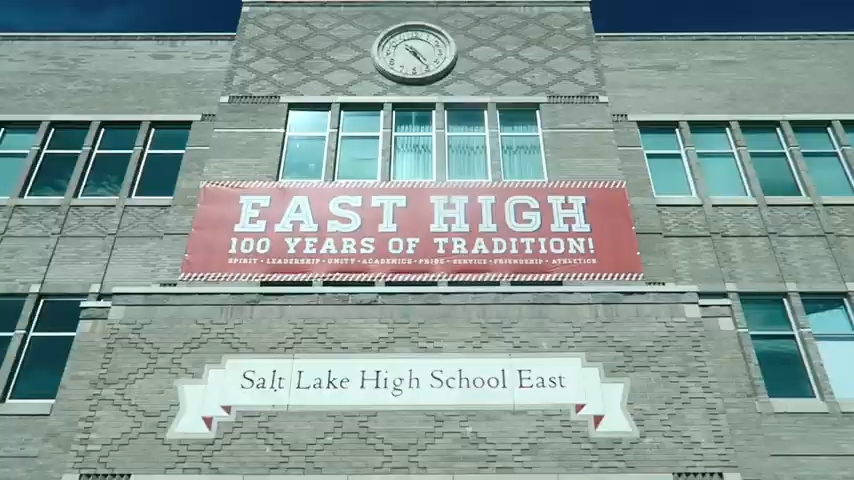 EAST HIGH
100 YEARS OF TRADITION!
SPIRIT • LEADERSHIP • UNITY • ACADEMICS • PRIDE • SERVICE • FRIENDSHIP • ATHLETICS
Salt Lake High School East